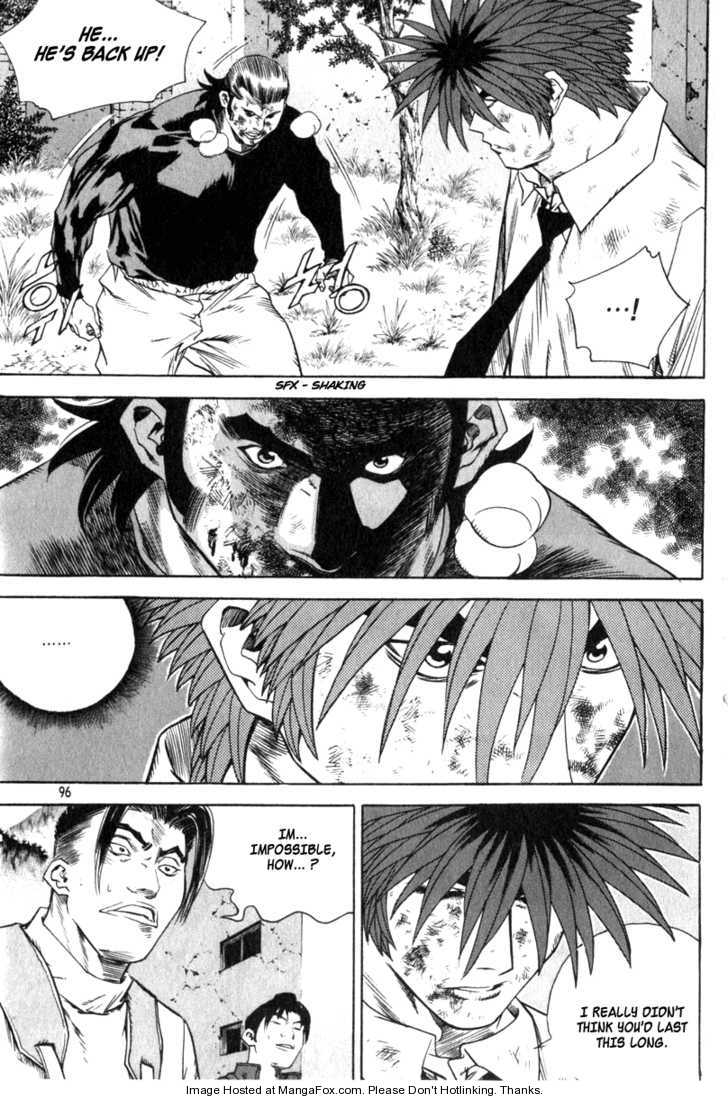 HE...
HE'S BACK UP!
...!
SFX - SHAKING
......
96
IM...
IMPOSSIBLE,
HOW... ?
I REALLY DIDN'T
THINK YOU'D LAST
THIS LONG.
Image Hosted at MangaFox.com. Please Don't Hotlinking. Thanks.